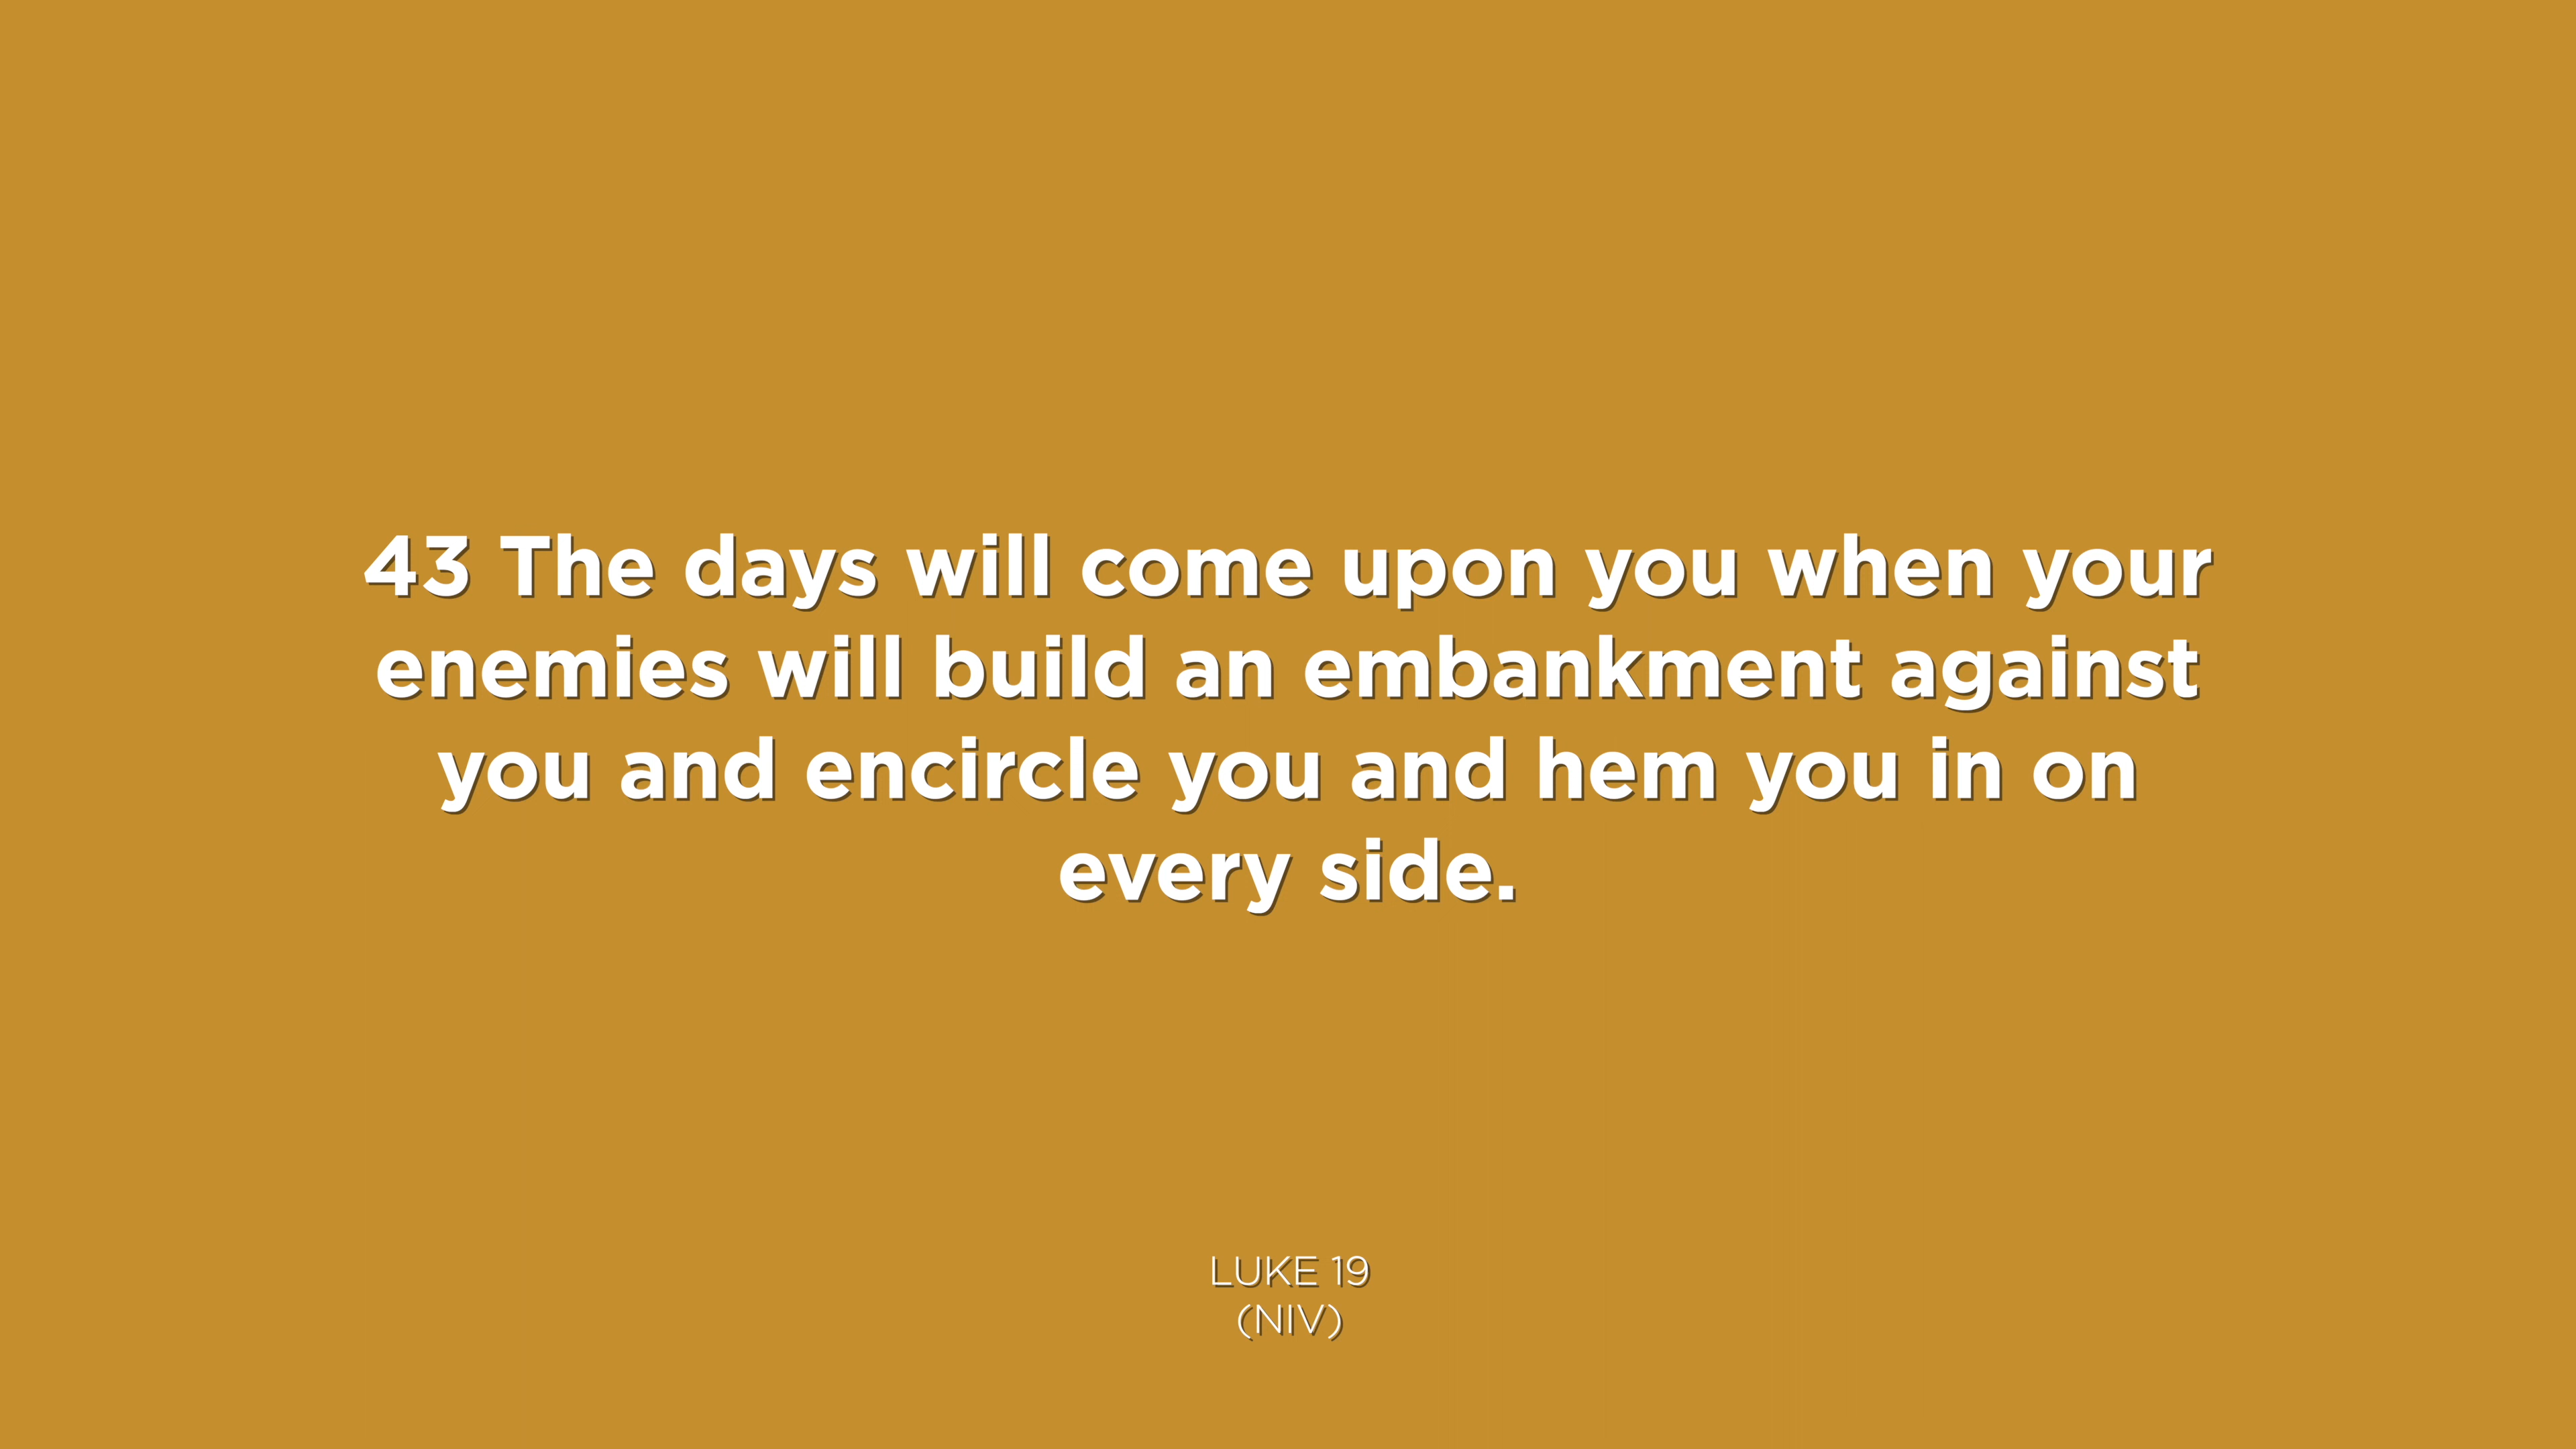 43 The days will come upon you when your
enemies will build an embankment against
you and encircle you and hem you in on
every side.
LUKE 19
(NIV)